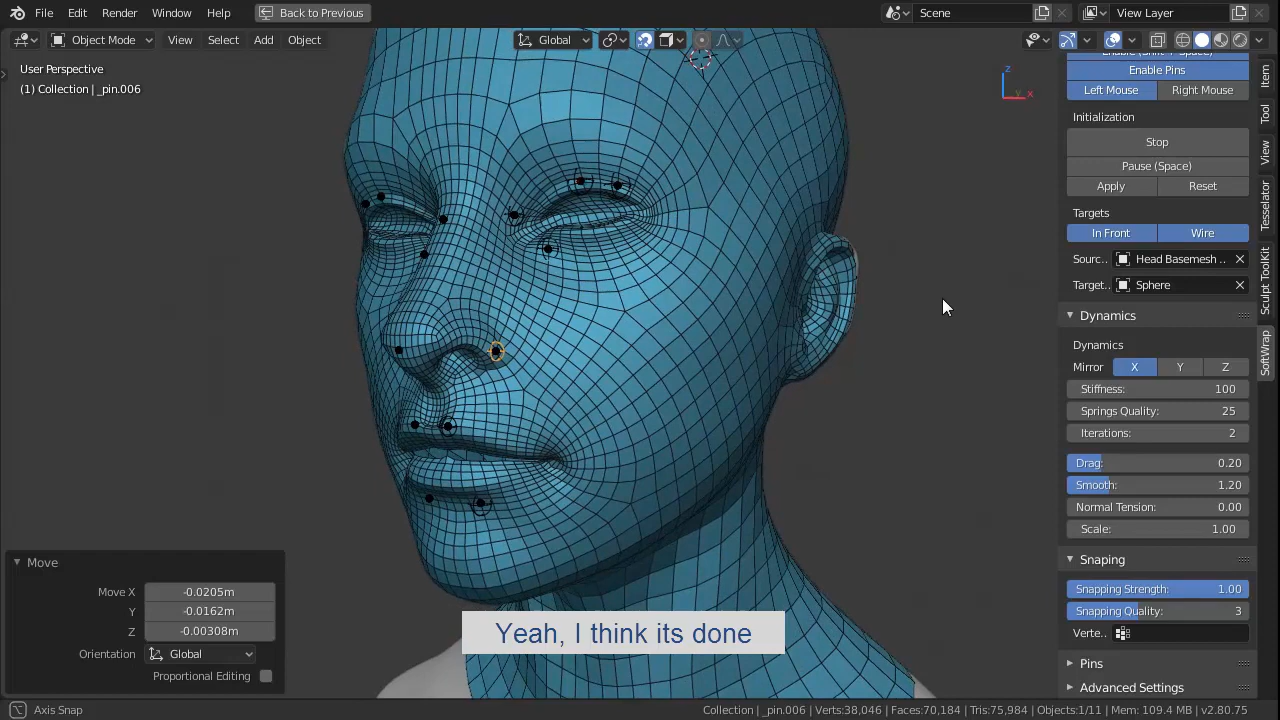 File Edit Render Window Help Back to Previous Scene View Layer
Object Mode View Select Add Object Global
User Perspective
(1) Collection | _pin.006
Z
Y X
Enable Pins
Left Mouse Right Mouse
Initialization
Stop
Pause (Space)
Apply Reset
Targets
In Front Wire
Sourc.. Head Basemesh ..
Target.. Sphere
Dynamics
Dynamics
Mirror X Y Z
Stiffness: 100
Springs Quality: 25
Iterations: 2
Drag: 0.20
Smooth: 1.20
Normal Tension: 0.00
Scale: 1.00
Snaping
Snapping Strength: 1.00
Snapping Quality: 3
Verte..
Pins
Advanced Settings
Item
Tool
View
Tesselator
Sculpt ToolKit
SoftWrap
Move
Move X -0.0205m
Y -0.0162m
Z -0.00308m
Orientation Global
Proportional Editing
Yeah, I think its done
Axis Snap
Collection | _pin.006 | Verts:38,046 | Faces:70,184 | Tris:75,984 | Objects:1/11 | Mem: 109.4 MB | v2.80.75